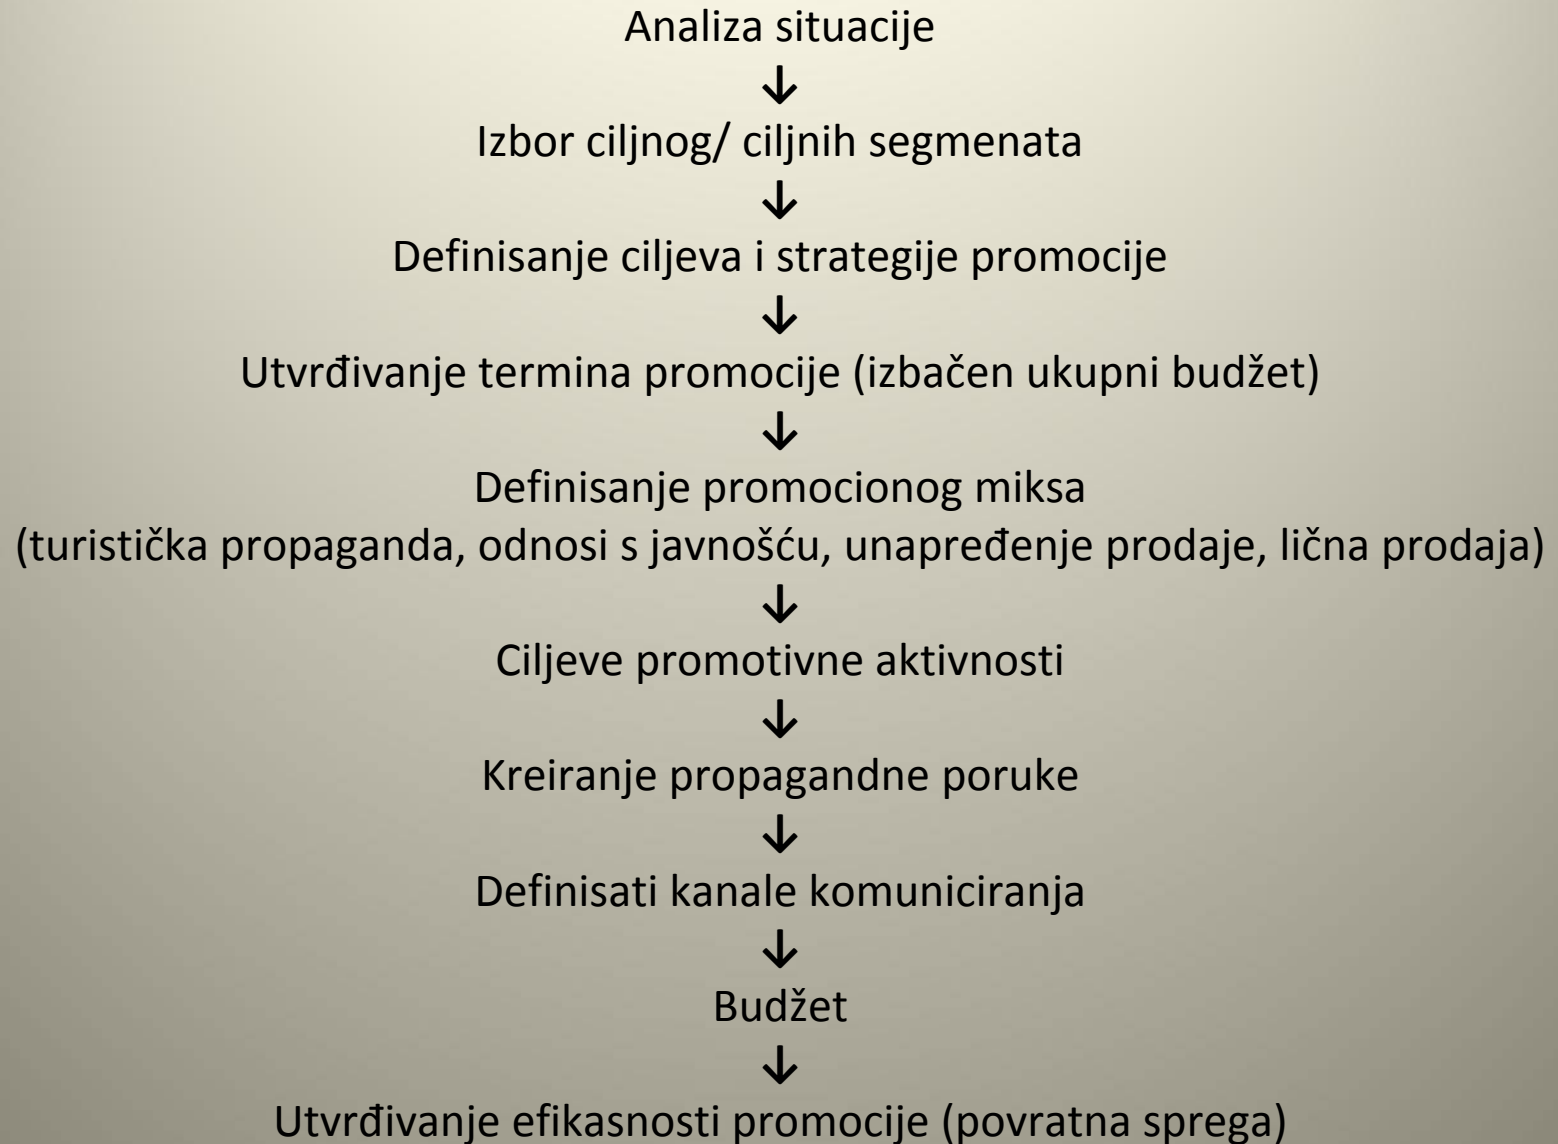 Analiza situacije
↓
Izbor ciljnog/ ciljnih segmenata
↓
Definisanje ciljeva i strategije promocije
↓
Utvrđivanje termina promocije (izbačen ukupni budžet)
↓
Definisanje promocionog miksa
(turistička propaganda, odnosi s javnošću, unapređenje prodaje, lična prodaja)
↓
Ciljeve promotivne aktivnosti
↓
Kreiranje propagandne poruke
↓
Definisati kanale komuniciranja
↓
Budžet
↓
Utvrđivanje efikasnosti promocije (povratna sprega)